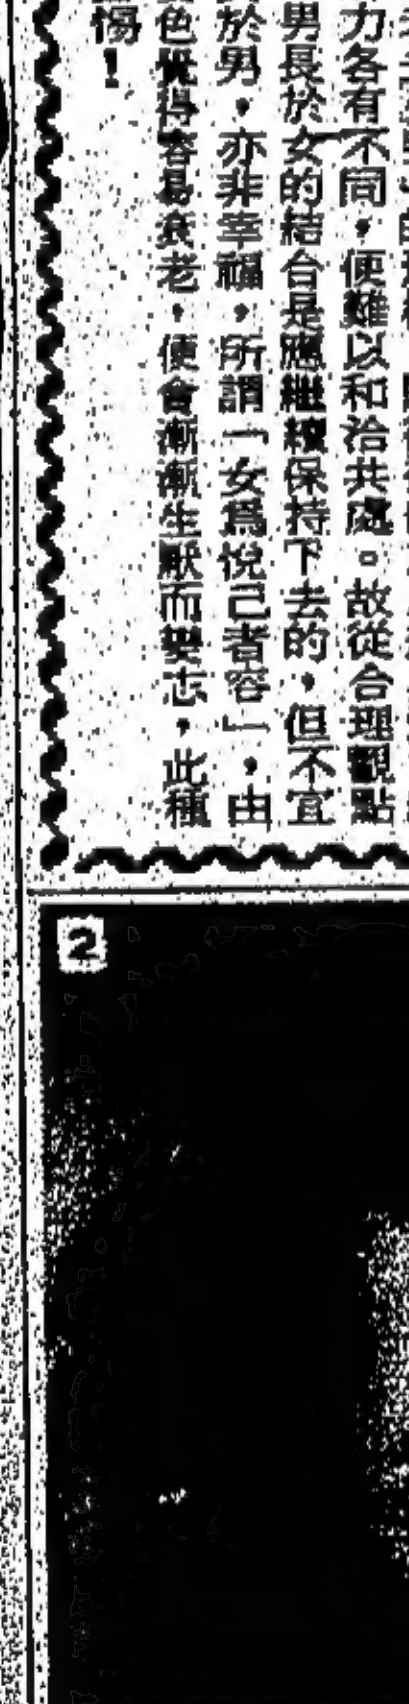 力各有不同，便難以和洽共處。故從合理觀點
男長於女的結合是應繼續保持下去的，但不宜
於男，亦非幸福，所謂「女爲悅己者容」，由
色覺得容易衰老，便會漸漸生厭而變志，此種
惕！
2